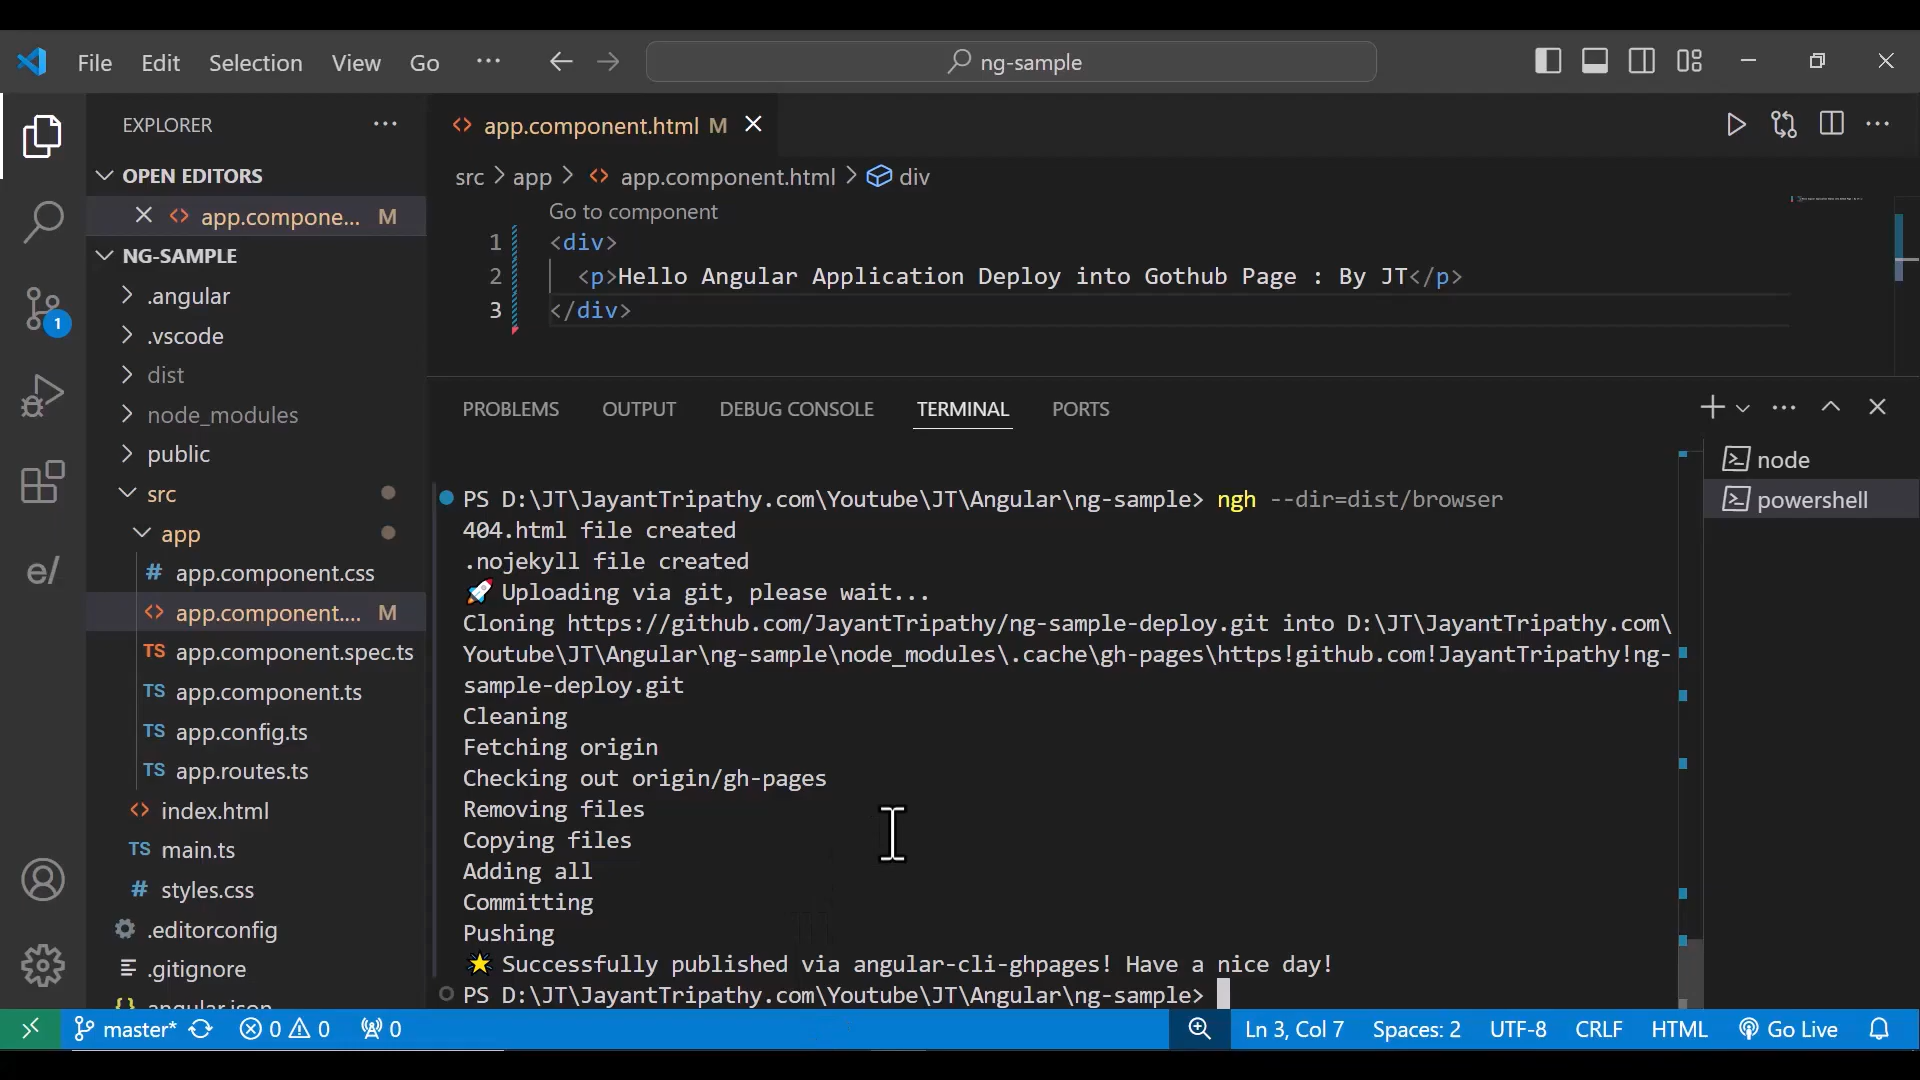 File Edit Selection View Go ··· ng-sample
EXPLORER ···
OPEN EDITORS
app.compone... M
NG-SAMPLE
.angular
.vscode
dist
node_modules
public
src
app
# app.component.css
<> app.component.... M
TS app.component.spec.ts
TS app.component.ts
TS app.config.ts
TS app.routes.ts
<> index.html
TS main.ts
# styles.css
.editorconfig
.gitignore
{} angular.json
1
e/
<> app.component.html M
src > app > <> app.component.html > div
Go to component
1 <div>
2 <p>Hello Angular Application Deploy into Gothub Page : By JT</p>
3 </div>
PROBLEMS OUTPUT DEBUG CONSOLE TERMINAL PORTS
node
powershell
PS D:\JT\JayantTripathy.com\Youtube\JT\Angular\ng-sample> ngh --dir=dist/browser
404.html file created
.nojekyll file created
🚀 Uploading via git, please wait...
Cloning https://github.com/JayantTripathy/ng-sample-deploy.git into D:\JT\JayantTripathy.com\
Youtube\JT\Angular\ng-sample\node_modules\.cache\gh-pages\https!github.com!JayantTripathy!ng-
sample-deploy.git
Cleaning
Fetching origin
Checking out origin/gh-pages
Removing files
Copying files
Adding all
Committing
Pushing
🌟 Successfully published via angular-cli-ghpages! Have a nice day!
PS D:\JT\JayantTripathy.com\Youtube\JT\Angular\ng-sample>
master* 0 0 0 Ln 3, Col 7 Spaces: 2 UTF-8 CRLF HTML Go Live